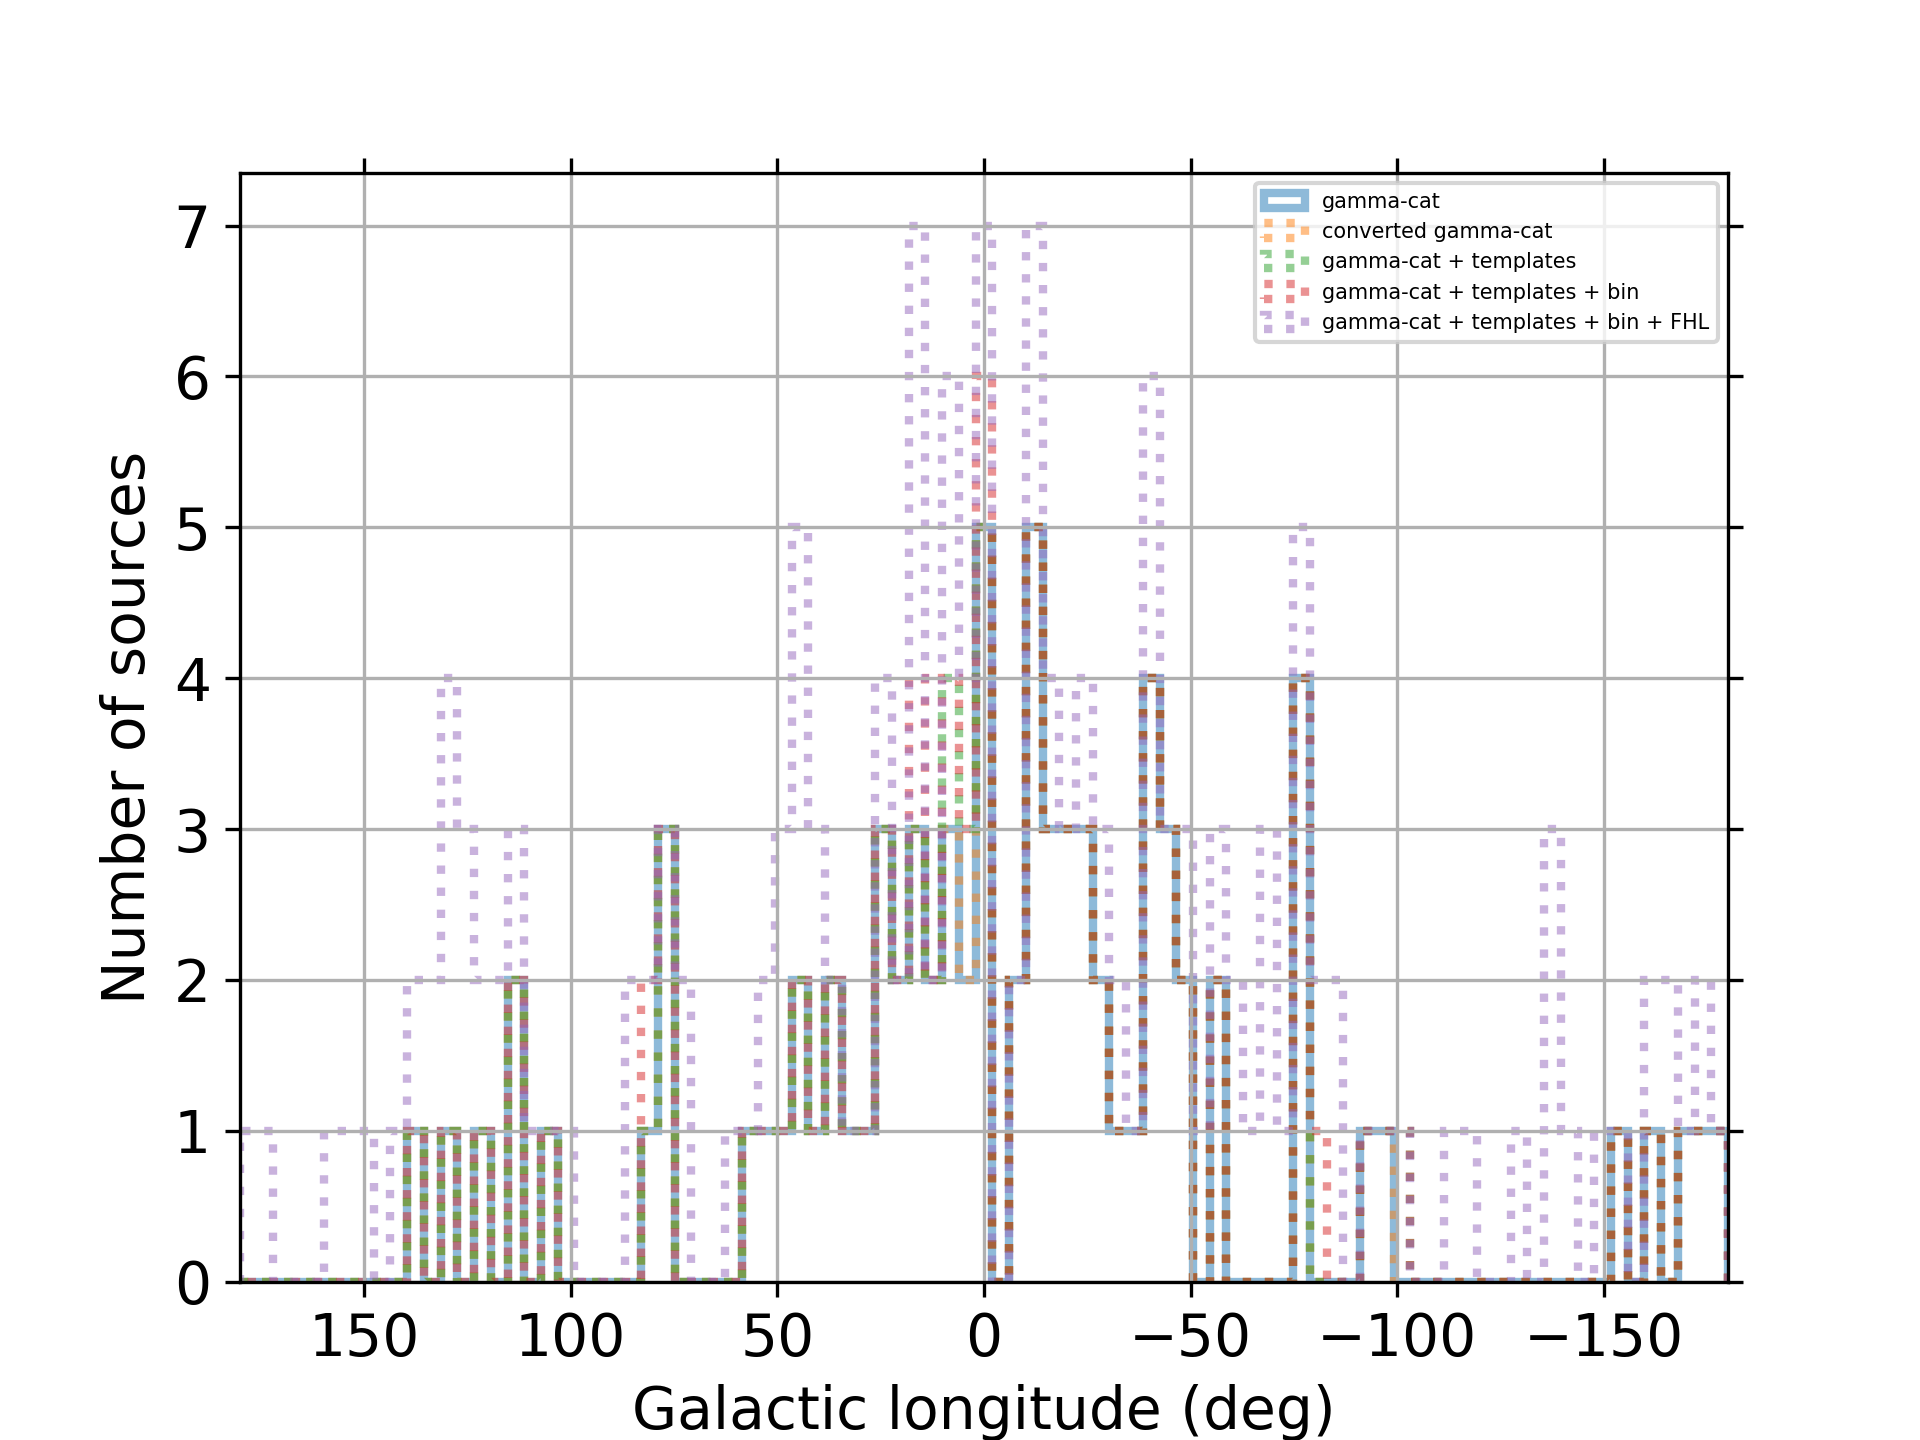 gamma-cat
converted gamma-cat
gamma-cat + templates
gamma-cat + templates + bin
gamma-cat + templates + bin + FHL
7
6
5
4
3
2
1
0
Number of sources
150 100 50 0 −50 −100 −150
Galactic longitude (deg)